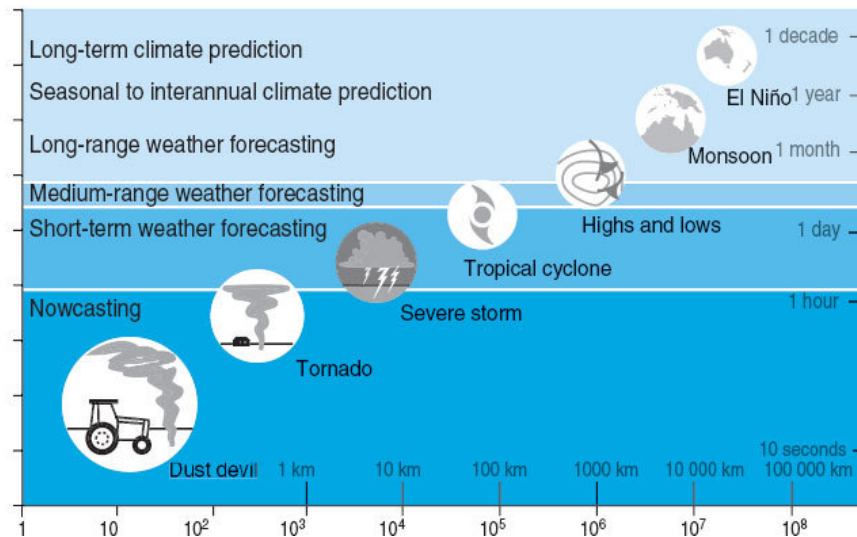 Long-term climate prediction
1 decade
Seasonal to interannual climate prediction
El Niño
1 year
Long-range weather forecasting
Monsoon
1 month
Medium-range weather forecasting
Short-term weather forecasting
Highs and lows
1 day
Tropical cyclone
Nowcasting
Severe storm
1 hour
Tornado
10 seconds
Dust devil
1 km
10 km
100 km
1000 km
10 000 km
100 000 km
1
10
10²
10³
10⁴
10⁵
10⁶
10⁷
10⁸